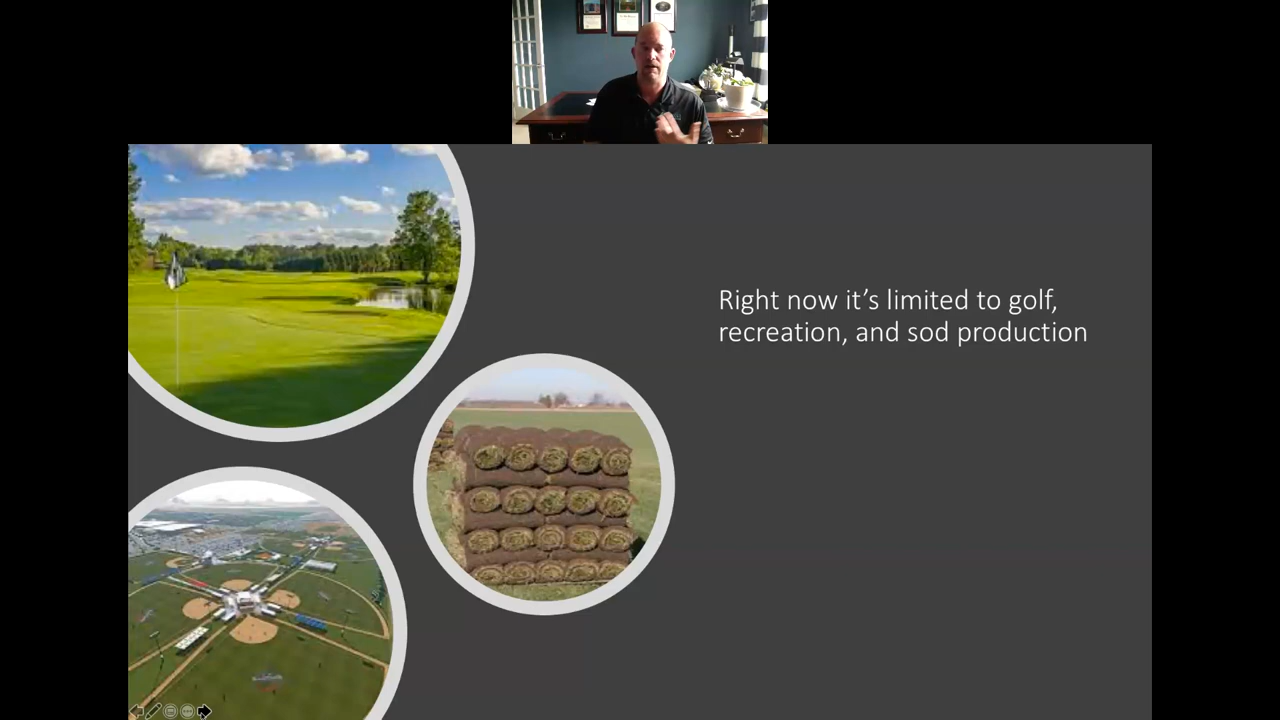 Right now it’s limited to golf,
recreation, and sod production